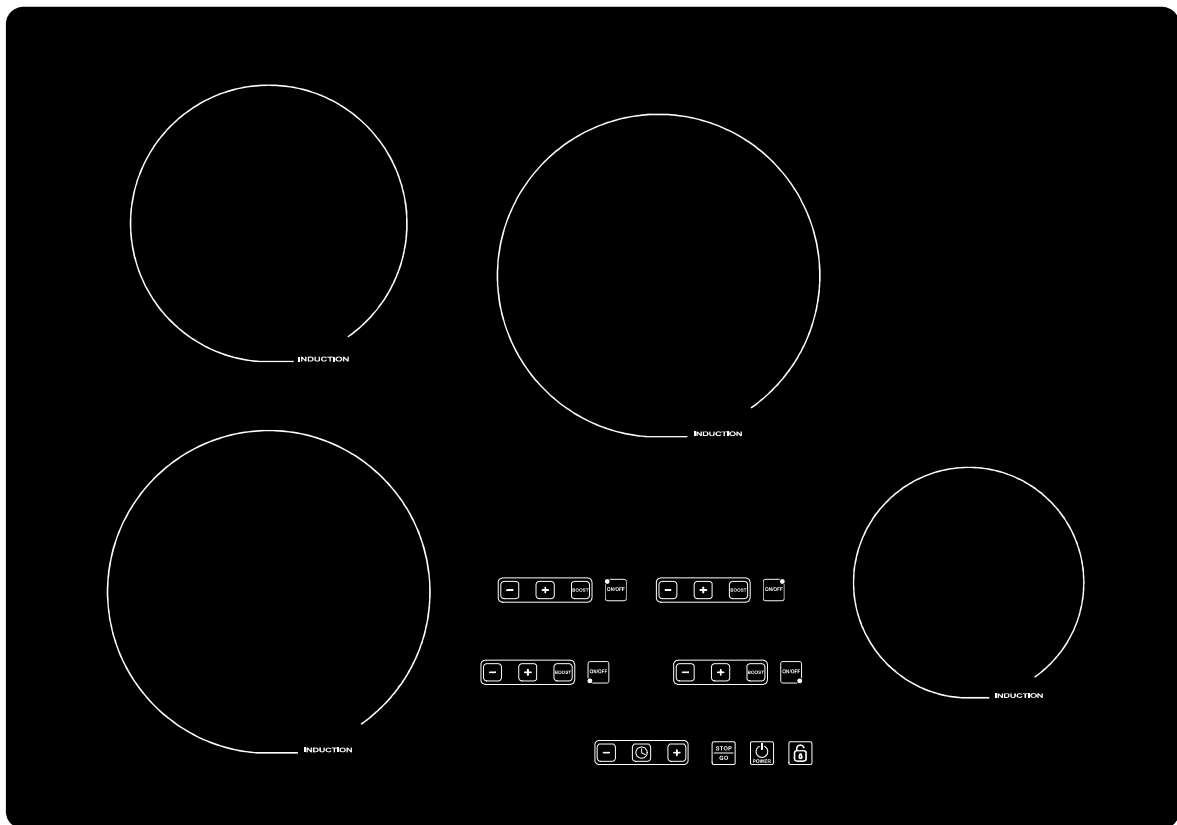 INDUCTION
INDUCTION
- + BOOST ON/OFF - + BOOST ON/OFF
- + BOOST ON/OFF - + BOOST ON/OFF
INDUCTION
INDUCTION
- + STOP
GO POWER